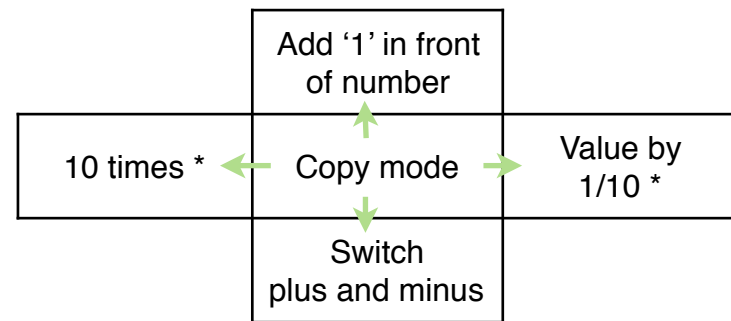 Add ‘1’ in front
of number
10 times *
Copy mode
Value by
1/10 *
Switch
plus and minus